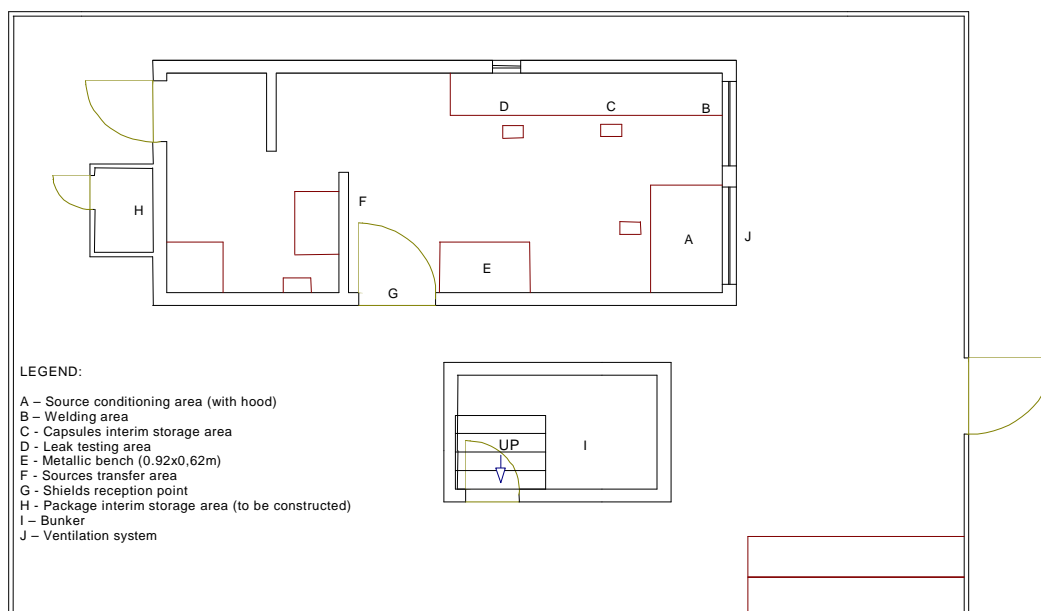 D
C
B
F
H
A
J
E
G
LEGEND:
A – Source conditioning area (with hood)
B – Welding area
C - Capsules interim storage area
D - Leak testing area
E - Metallic bench (0.92x0,62m)
F - Sources transfer area
G - Shields reception point
H - Package interim storage area (to be constructed)
I – Bunker
J – Ventilation system
UP
I